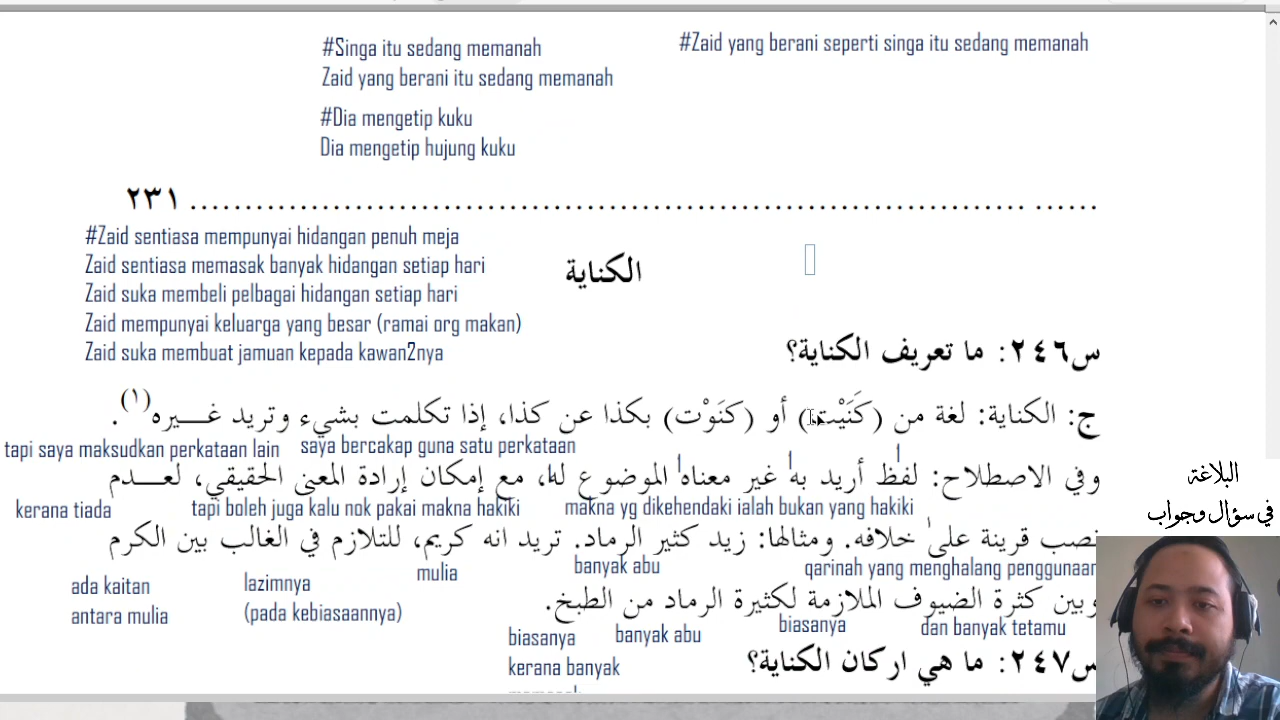 #Singa itu sedang memanah
Zaid yang berani itu sedang memanah
#Dia mengetip kuku
Dia mengetip hujung kuku
#Zaid yang berani seperti singa itu sedang memanah
٢٣١ ................................................................................
#Zaid sentiasa mempunyai hidangan penuh meja
Zaid sentiasa memasak banyak hidangan setiap hari
Zaid suka membeli pelbagai hidangan setiap hari
Zaid mempunyai keluarga yang besar (ramai org makan)
Zaid suka membuat jamuan kepada kawan2nya
الكناية
س٢٤٦: ما تعريف الكناية؟
ج: الكناية: لغة من (كَنَيْت) أو (كنَوْت) بكذا عن كذا، إذا تكلمت بشيء وتريد غـــيره(١).
saya bercakap guna satu perkataan
tapi saya maksudkan perkataan lain
وفي الاصطلاح: لفظ أريد به غير معناه الموضوع له، مع إمكان إرادة المعنى الحقيقي، لعـــدم
makna yg dikehendaki ialah bukan yang hakiki
tapi boleh juga kalu nok pakai makna hakiki
kerana tiada
نصب قرينة على خلافه. ومثالها: زيد كثير الرماد. تريد انه كريم، للتلازم في الغالب بين الكرم
qarinah yang menghalang penggunaan
banyak abu
mulia
lazimnya
(pada kebiasaannya)
ada kaitan
antara mulia
وبين كثرة الضيوف الملازمة لكثيرة الرماد من الطبخ.
dan banyak tetamu
biasanya
banyak abu
biasanya
kerana banyak
س٢٤٧: ما هي اركان الكناية؟
البلاغة
في سؤال وجواب